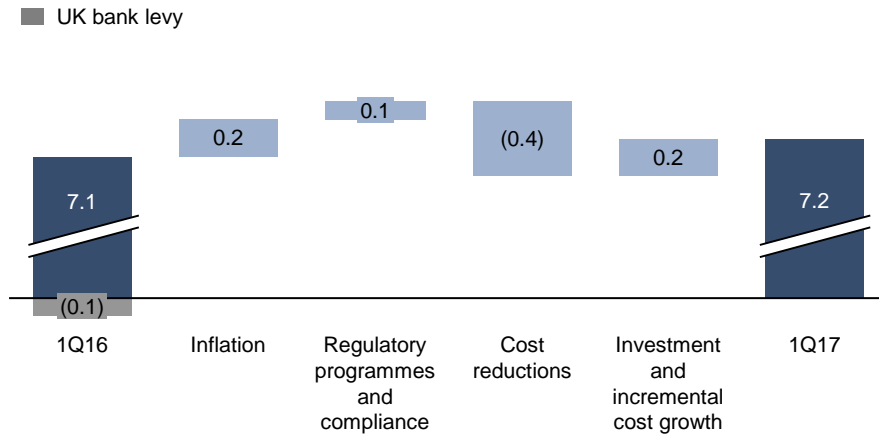 UK bank levy
0.1
0.2
(0.4)
0.2
7.1
7.2
(0.1)
1Q16
Inflation
Regulatory
programmes
and
compliance
Cost
reductions
Investment
and
incremental
cost growth
1Q17